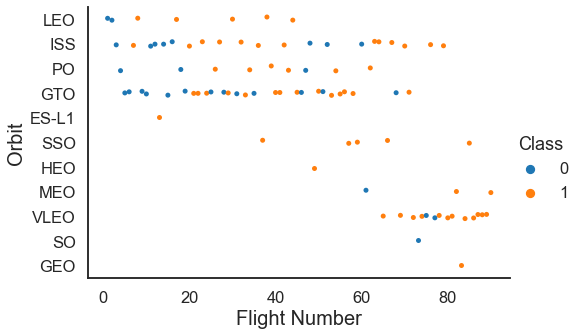 LEO
ISS
PO
GTO
ES-L1
SSO
HEO
MEO
VLEO
SO
GEO
Orbit
0 20 40 60 80
Flight Number
Class
0
1